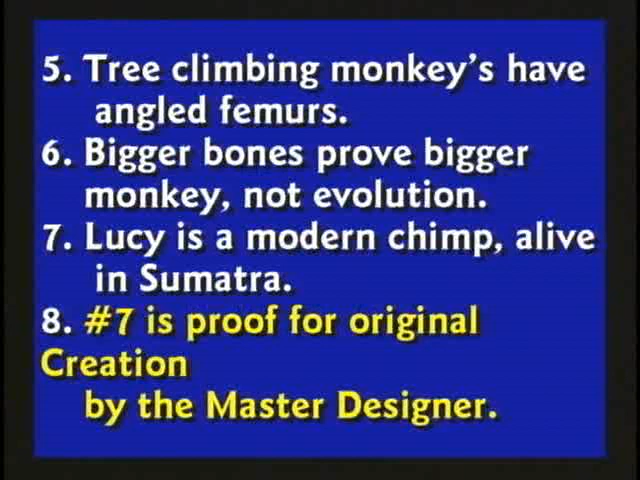 5. Tree climbing monkey's have
angled femurs.
6. Bigger bones prove bigger
monkey, not evolution.
7. Lucy is a modern chimp, alive
in Sumatra.
8. #7 is proof for original
Creation
by the Master Designer.